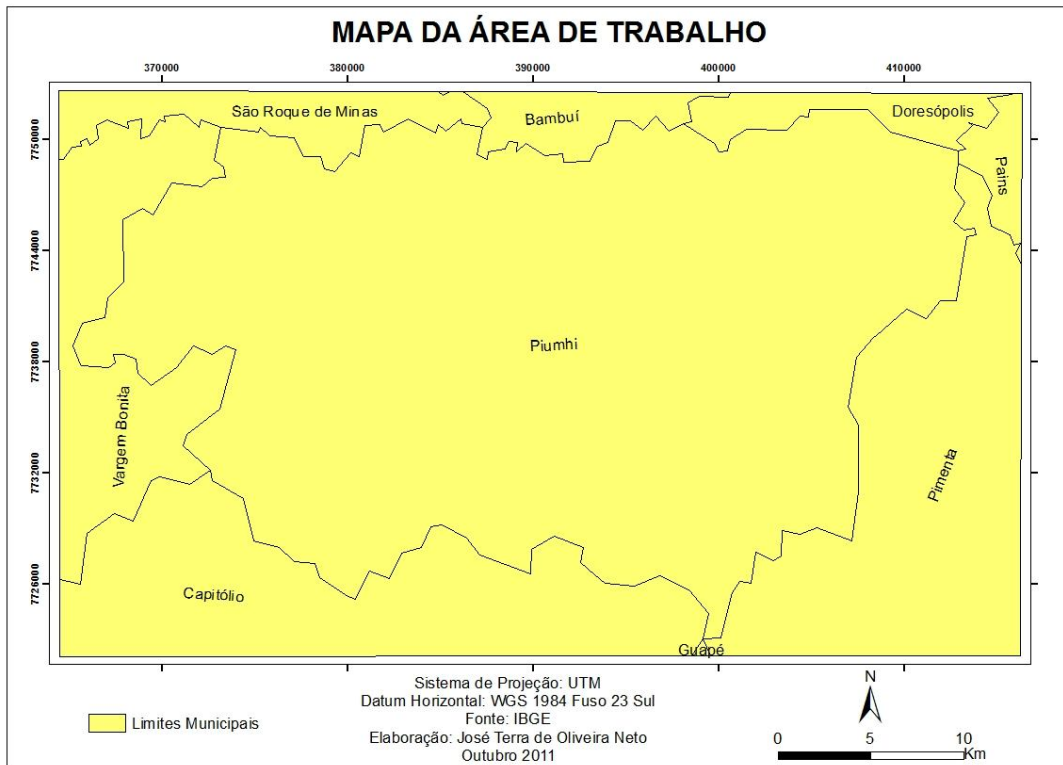 MAPA DA ÁREA DE TRABALHO
370000 380000 390000 400000 410000
São Roque de Minas
Bambuí
Doresópolis
Pains
7750000
7744000
7738000
7732000
7726000
Piumhi
Vargem Bonita
Pimenta
Capitólio
Guapé
Limites Municipais
Sistema de Projeção: UTM
Datum Horizontal: WGS 1984 Fuso 23 Sul
Fonte: IBGE
Elaboração: José Terra de Oliveira Neto
Outubro 2011
N
0 5 10
Km